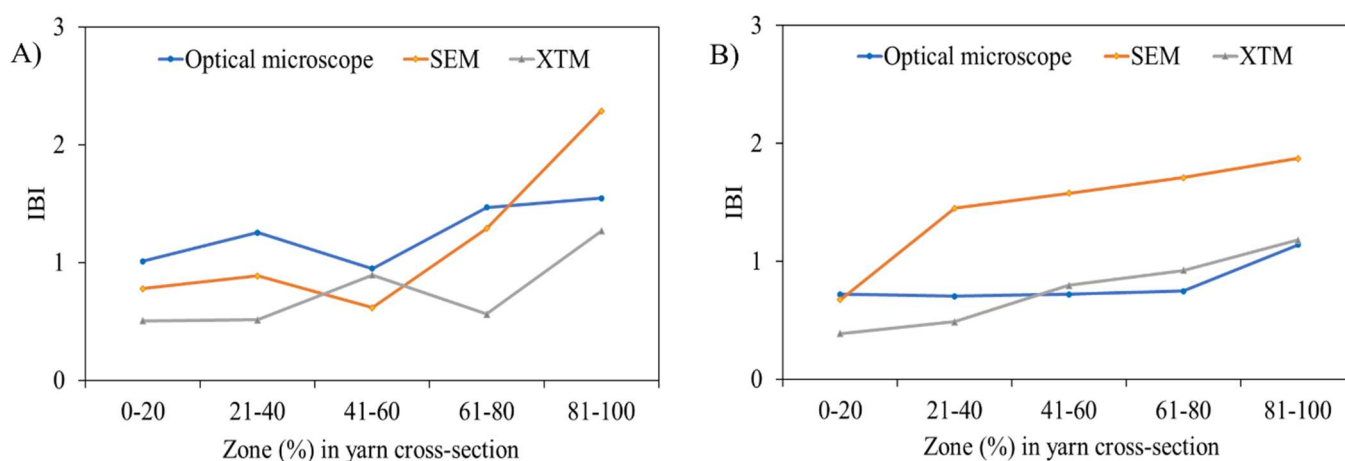 A)
3
2
1
0
IBI
Optical microscope SEM XTM
0-20 21-40 41-60 61-80 81-100
Zone (%) in yarn cross-section
B)
3
2
1
0
IBI
Optical microscope SEM XTM
0-20 21-40 41-60 61-80 81-100
Zone (%) in yarn cross-section